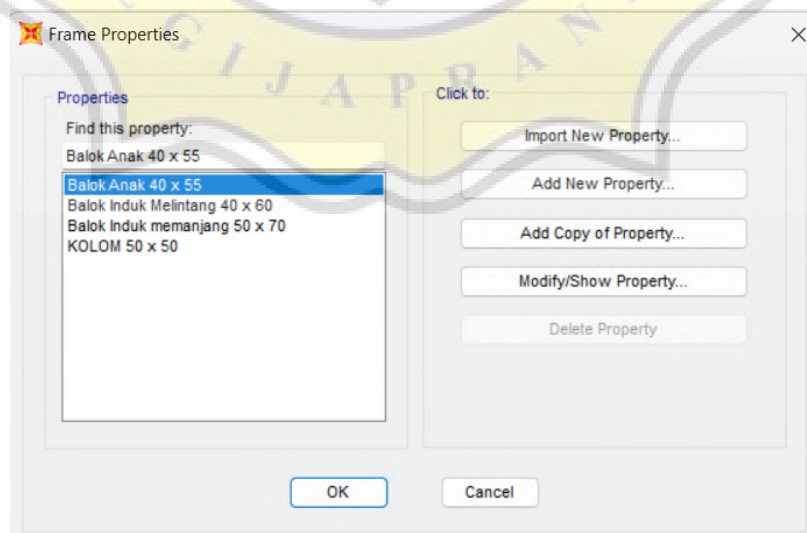 Frame Properties
GIJAPRANA
Properties
Find this property:
Balok Anak 40 x 55
Balok Anak 40 x 55
Balok Induk Melintang 40 x 60
Balok Induk memanjang 50 x 70
KOLOM 50 x 50
Click to:
Import New Property...
Add New Property...
Add Copy of Property...
Modify/Show Property...
Delete Property
OK
Cancel